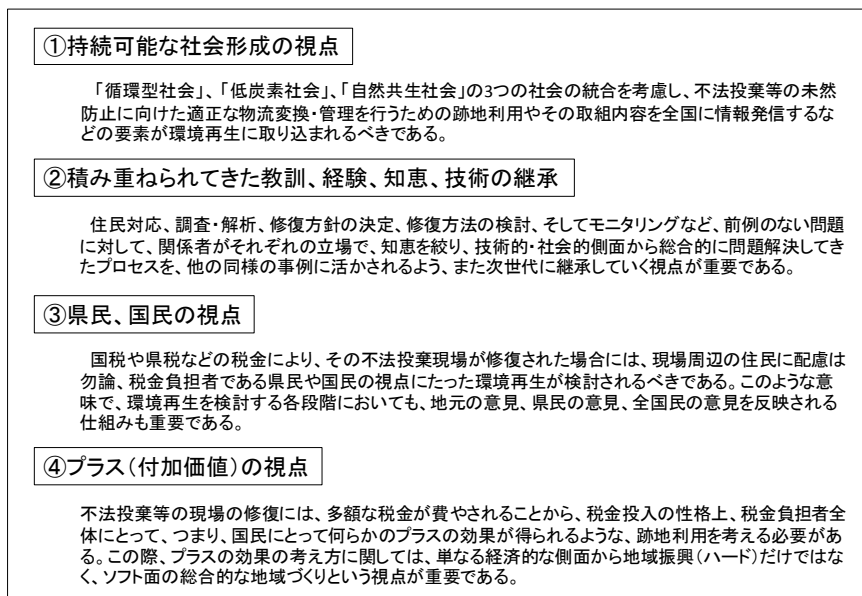 ①持続可能な社会形成の視点
「循環型社会」、「低炭素社会」、「自然共生社会」の3つの社会の統合を考慮し、不法投棄等の未然
防止に向けた適正な物流変換・管理を行うための跡地利用やその取組内容を全国に情報発信するな
どの要素が環境再生に取り込まれるべきである。
②積み重ねられてきた教訓、経験、知恵、技術の継承
住民対応、調査・解析、修復方針の決定、修復方法の検討、そしてモニタリングなど、前例のない問題
に対して、関係者がそれぞれの立場で、知恵を絞り、技術的・社会的側面から総合的に問題解決してき
たプロセスを、他の同様の事例に活かされるよう、また次世代に継承していく視点が重要である。
③県民、国民の視点
国税や県税などの税金により、その不法投棄現場が修復された場合には、現場周辺の住民に配慮は
勿論、税金負担者である県民や国民の視点にたった環境再生が検討されるべきである。このような意
味で、環境再生を検討する各段階においても、地元の意見、県民の意見、全国民の意見を反映される
仕組みも重要である。
④プラス（付加価値）の視点
不法投棄等の現場の修復には、多額な税金が費やされることから、税金投入の性格上、税金負担者全
体にとって、つまり、国民にとって何らかのプラスの効果が得られるような、跡地利用を考える必要があ
る。この際、プラスの効果の考え方に関しては、単なる経済的な側面から地域振興（ハード）だけではな
く、ソフト面の総合的な地域づくりという視点が重要である。